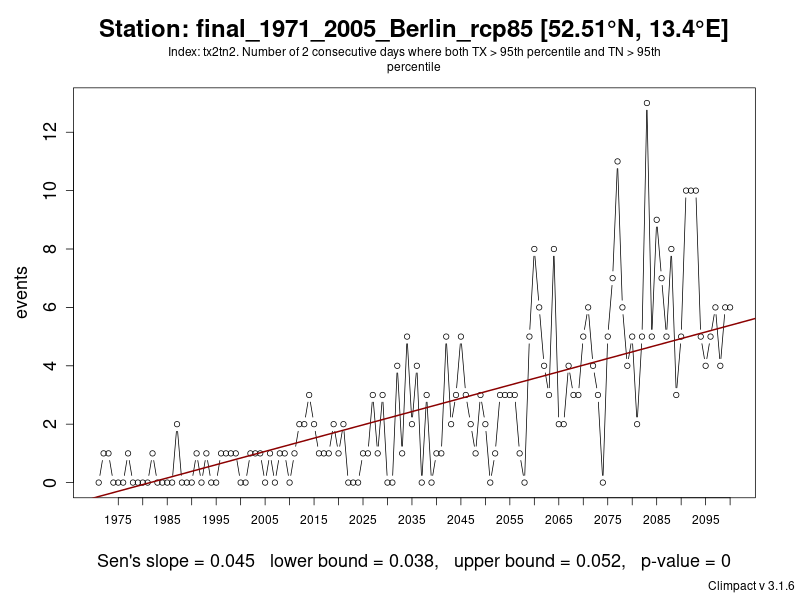 Station: final_1971_2005_Berlin_rcp85 [52.51°N, 13.4°E]
Index: tx2tn2. Number of 2 consecutive days where both TX > 95th percentile and TN > 95th
percentile
events
12
10
8
6
4
2
0
1975 1985 1995 2005 2015 2025 2035 2045 2055 2065 2075 2085 2095
Sen's slope = 0.045 lower bound = 0.038, upper bound = 0.052, p-value = 0
Climpact v 3.1.6